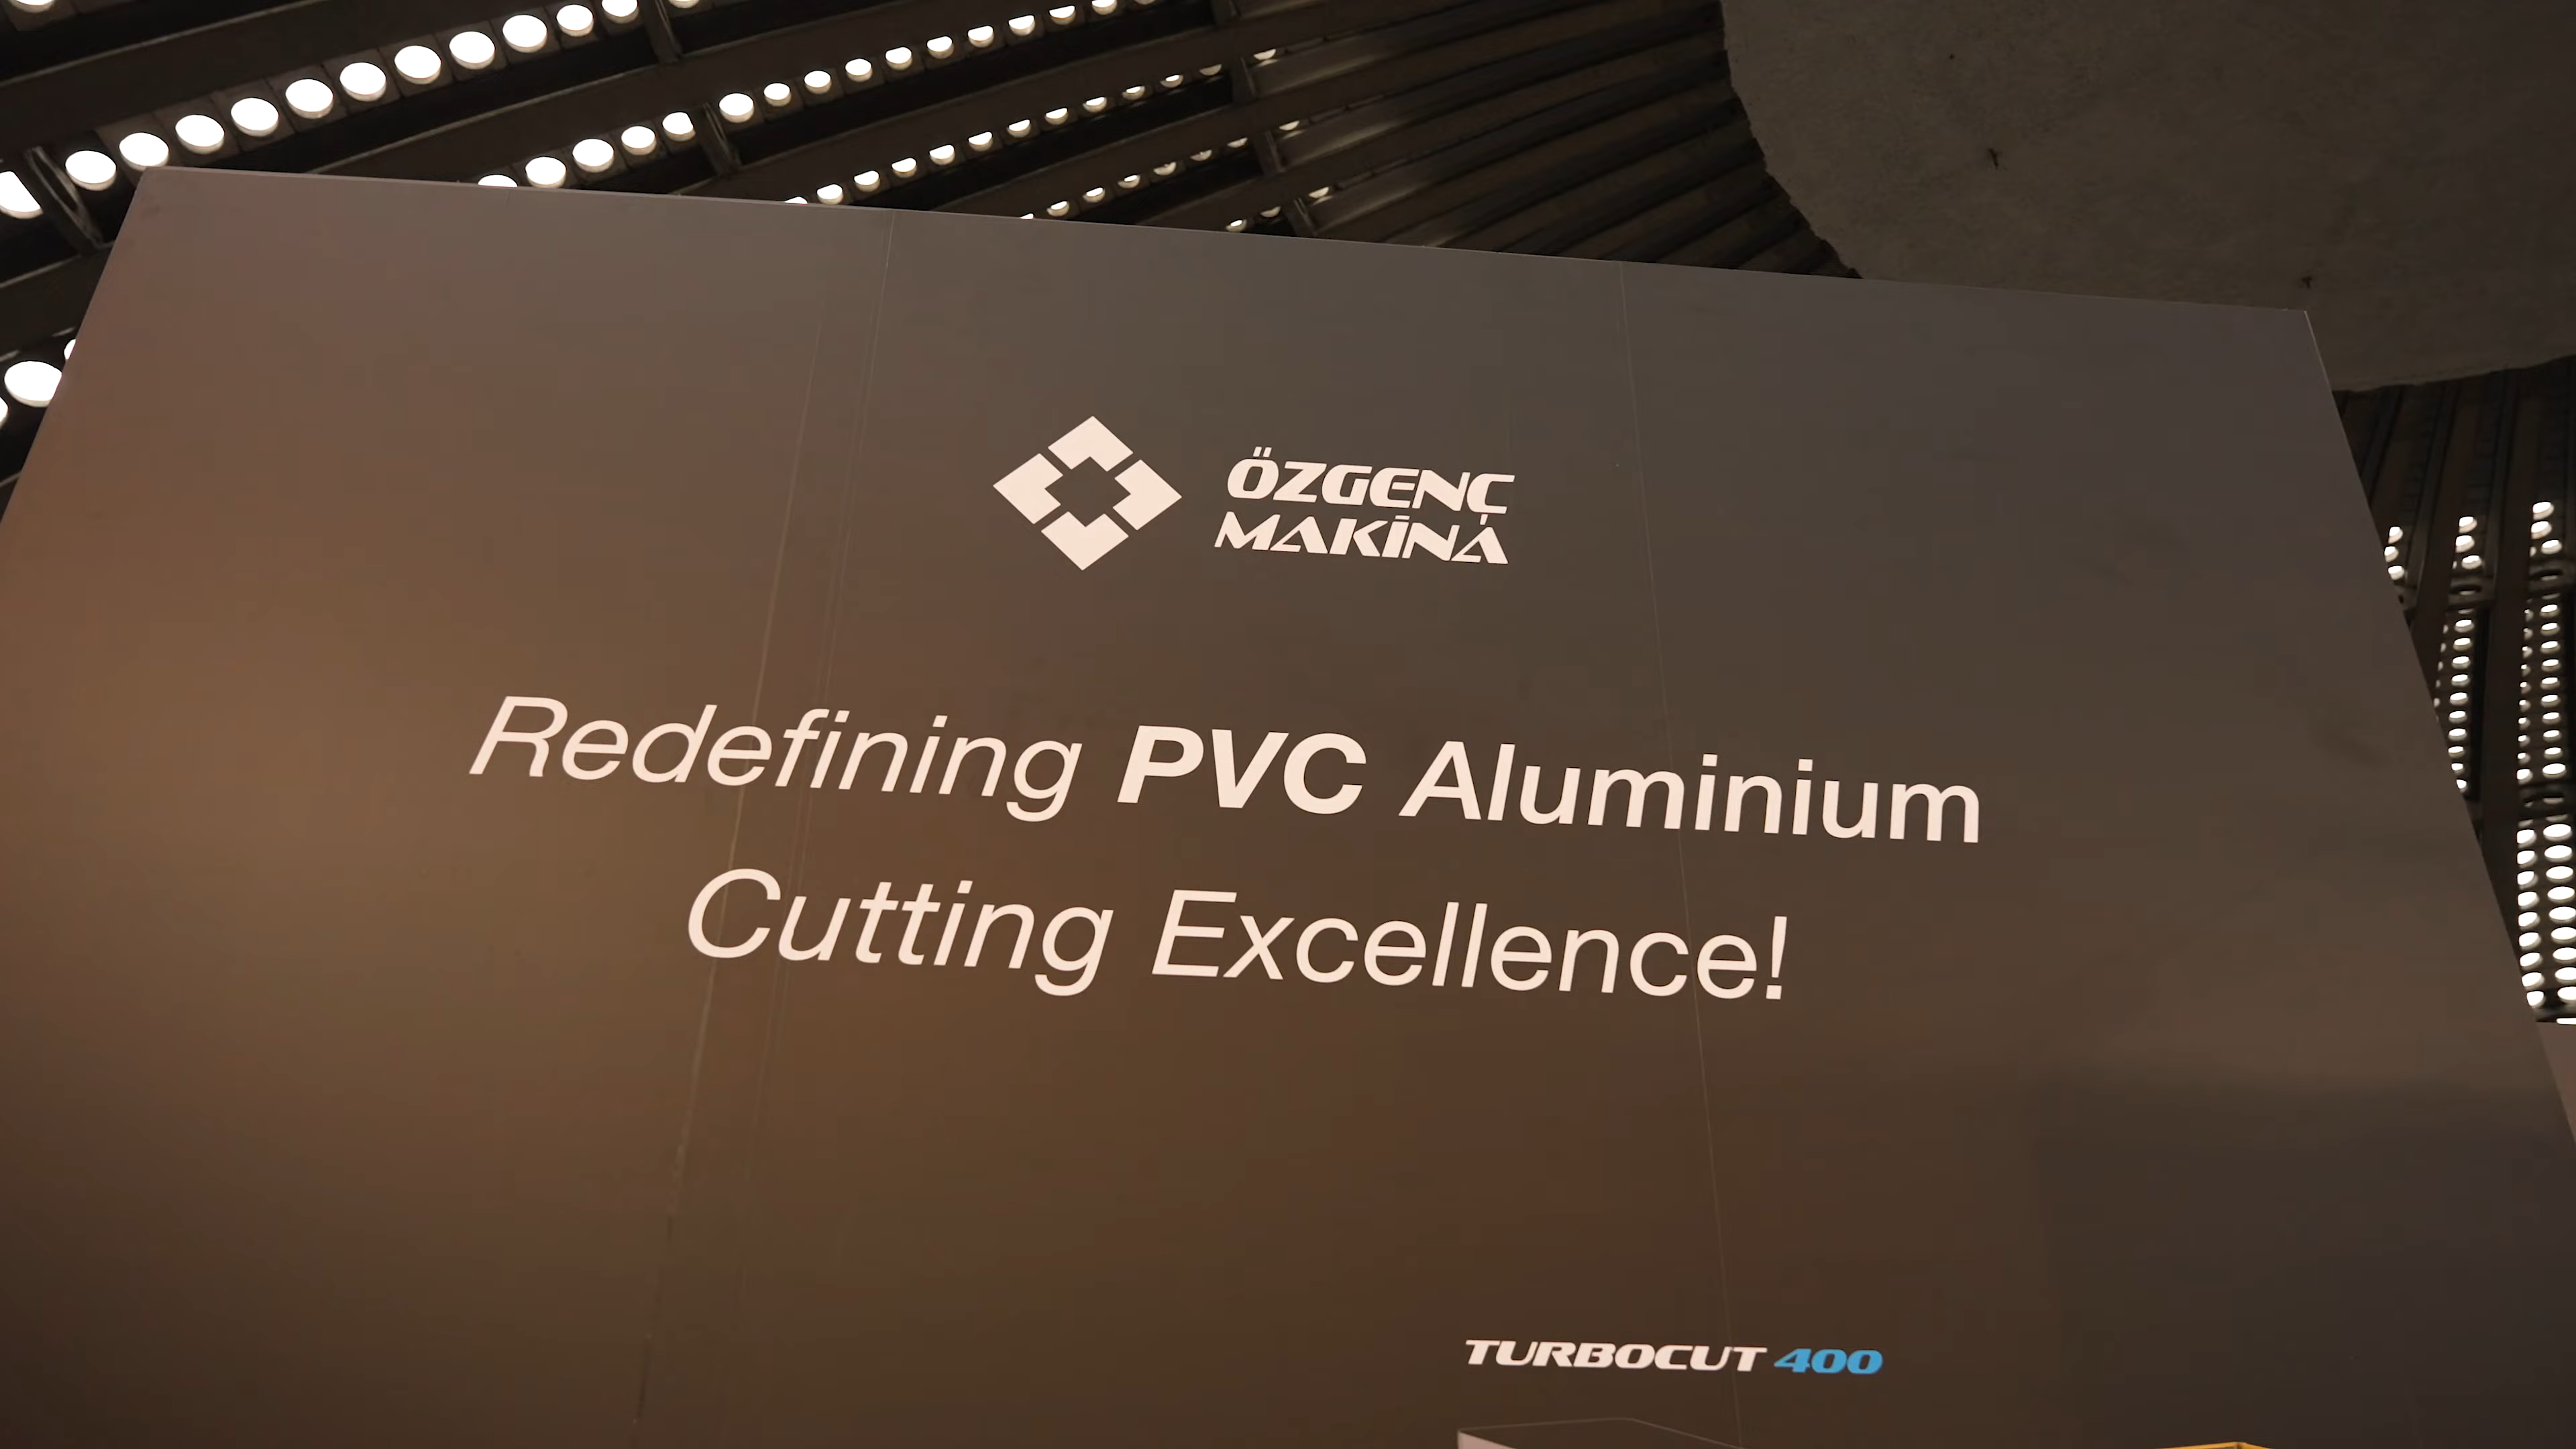 ÖZGENÇ
MAKİNA
Redefining PVC Aluminium
Cutting Excellence!
TURBOCUT 400